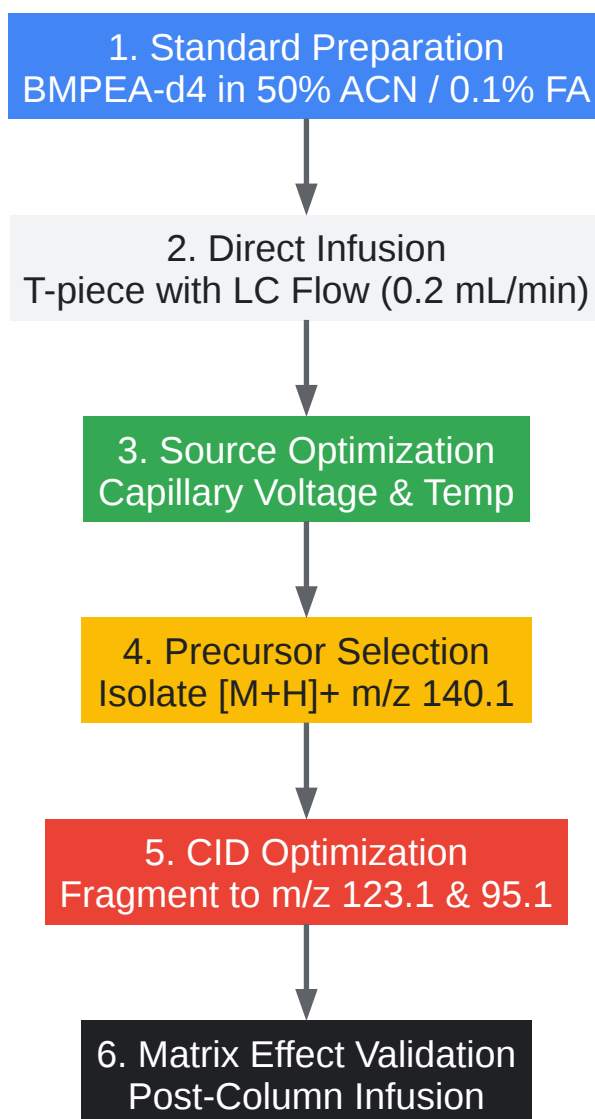 1. Standard Preparation
BMPEA-d4 in 50% ACN / 0.1% FA
2. Direct Infusion
T-piece with LC Flow (0.2 mL/min)
3. Source Optimization
Capillary Voltage & Temp
4. Precursor Selection
Isolate [M+H]+ m/z 140.1
5. CID Optimization
Fragment to m/z 123.1 & 95.1
6. Matrix Effect Validation
Post-Column Infusion